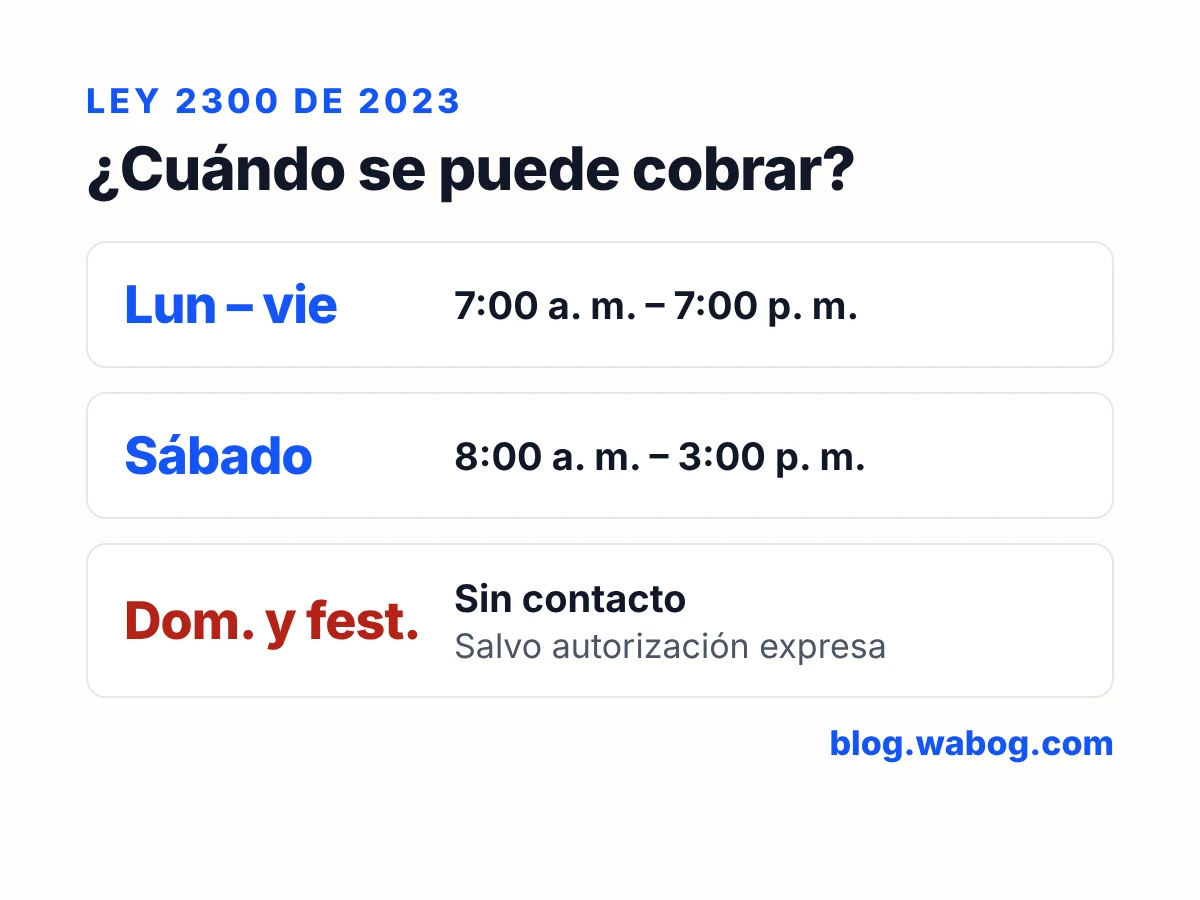 LEY 2300 DE 2023
¿Cuándo se puede cobrar?
Lun – vie
7:00 a. m. – 7:00 p. m.
Sábado
8:00 a. m. – 3:00 p. m.
Dom. y fest.
Sin contacto
Salvo autorización expresa
blog.wabog.com